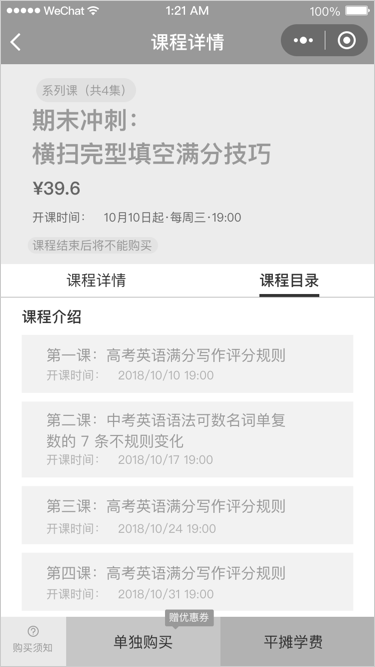 WeChat 1:21 AM 100%
课程详情
系列课（共4集）
期末冲刺：
横扫完型填空满分技巧
¥39.6
开课时间： 10月10日起·每周三·19:00
课程结束后将不能购买
课程详情 课程目录
课程介绍
第一课：高考英语满分写作评分规则
开课时间： 2018/10/10 19:00
第二课：中考英语语法可数名词单复
数的 7 条不规则变化
开课时间： 2018/10/17 19:00
第三课：高考英语满分写作评分规则
开课时间： 2018/10/24 19:00
第四课：高考英语满分写作评分规则
开课时间： 2018/10/31 19:00
赠优惠券
购买须知 单独购买 平摊学费